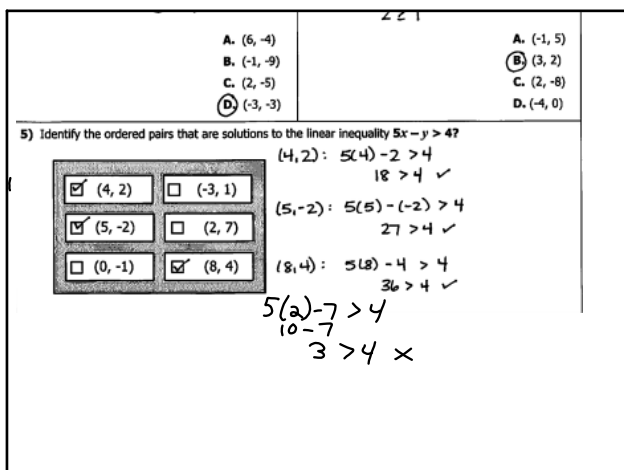 A. (6, -4)
B. (-1, -9)
C. (2, -5)
D. (-3, -3)
A. (-1, 5)
B. (3, 2)
C. (2, -8)
D. (-4, 0)
5) Identify the ordered pairs that are solutions to the linear inequality 5x – y > 4?
(4, 2)
(-3, 1)
(5, -2)
(2, 7)
(0, -1)
(8, 4)
(4,2): 5(4) -2 >4
18 >4 ✓
(5,-2): 5(5) -(-2) > 4
27 >4 ✓
(8,4): 5(8) -4 > 4
36 > 4 ✓
5(2)-7 >4
10-7
3 >4 ×